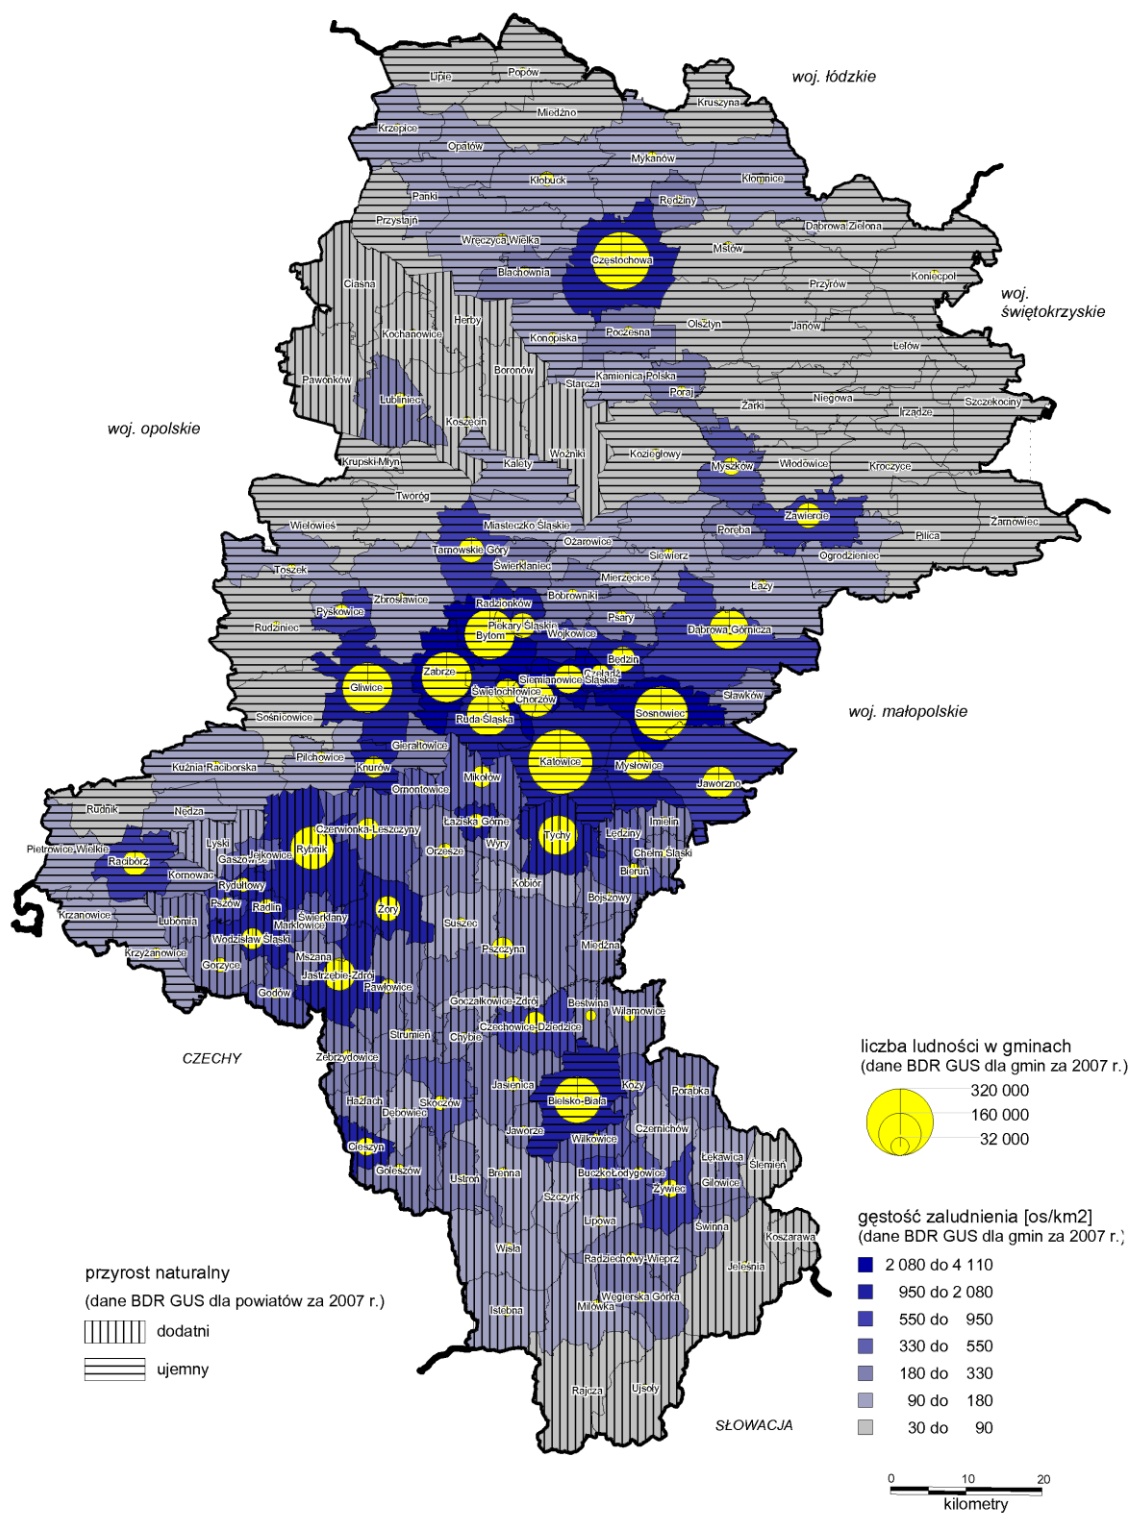 woj. łódzkie
Lipie
Popów
Miedźno
Kruszyna
Krzepice
Opatów
Mykanów
Kłobuck
Kłomnice
Panki
Rędziny
Przystajń
Dąbrowa Zielona
Wręczyca Wielka
Mstów
Częstochowa
Blachownia
Koniecpol
Ciasna
Przyrów
woj.
świętokrzyskie
Herby
Olsztyn
Janów
Kochanowice
Poczesna
Konopiska
Lelów
Boronów
Pawonków
Kamienica Polska
Starcza
Poraj
Lubliniec
Niegowa
Szczekociny
Żarki
Irządze
Koszęcin
woj. opolskie
Woźniki
Koziegłowy
Krupski-Młyn
Kalety
Myszków
Włodowice
Kroczyce
Tworóg
Zawiercie
Wielowieś
Miasteczko Śląskie
Żarnowiec
Poręba
Pilica
Ożarowice
Tarnowskie Góry
Siewierz
Ogrodzieniec
Toszek
Świerklaniec
Mierzęcice
Łazy
Zbrosławice
Bobrowniki
Radzionków
Pyskowice
Psary
Rudziniec
Piekary Śląskie
Wojkowice
Dąbrowa Górnicza
Bytom
Będzin
Zabrze
Czeladź
Siemianowice Śląskie
Gliwice
Świętochłowice
Sławków
Chorzów
Sośnicowice
Ruda Śląska
Sosnowiec
woj. małopolskie
Gierałtowice
Pilchowice
Katowice
Kuźnia Raciborska
Knurów
Mysłowice
Mikołów
Jaworzno
Ornontowice
Rudnik
Nędza
Łaziska Górne
Imielin
Czerwionka-Leszczyny
Tychy
Lędziny
Lyski
Wyry
Pietrowice Wielkie
Rybnik
Orzesze
Chełm Śląski
Gaszowice
Jejkowice
Racibórz
Bieruń
Kornowac
Rydułtowy
Kobiór
Bojszowy
Pszów
Radlin
Żory
Krzanowice
Lubomia
Świerklany
Suszec
Marklowice
Wodzisław Śląski
Miedźna
Krzyżanowice
Mszana
Pszczyna
Gorzyce
Jastrzębie-Zdrój
Godów
Pawłowice
Goczałkowice-Zdrój
Bestwina
Wilamowice
Czechowice-Dziedzice
Strumień
Chybie
CZECHY
Zebrzydowice
liczba ludności w gminach
(dane BDR GUS dla gmin za 2007 r.)
320 000
160 000
32 000
Jasienica
Kozy
Porąbka
Hażlach
Skoczów
Bielsko-Biała
Dębowiec
Jaworze
Czernichów
Wilkowice
Cieszyn
Łękawica
Ślemień
Goleszów
Ustroń
Brenna
Buczkowice
Łodygowice
Gilowice
Szczyrk
Żywiec
Lipowa
Świnna
Koszarawa
gęstość zaludnienia [os/km2]
(dane BDR GUS dla gmin za 2007 r.)
Wisła
Radziechowy-Wieprz
Jeleśnia
2 080 do 4 110
950 do 2 080
550 do 950
330 do 550
180 do 330
90 do 180
30 do 90
przyrost naturalny
(dane BDR GUS dla powiatów za 2007 r.)
dodatni
ujemny
Węgierska Górka
Istebna
Milówka
Rajcza
Ujsoły
SŁOWACJA
0 10 20
kilometry